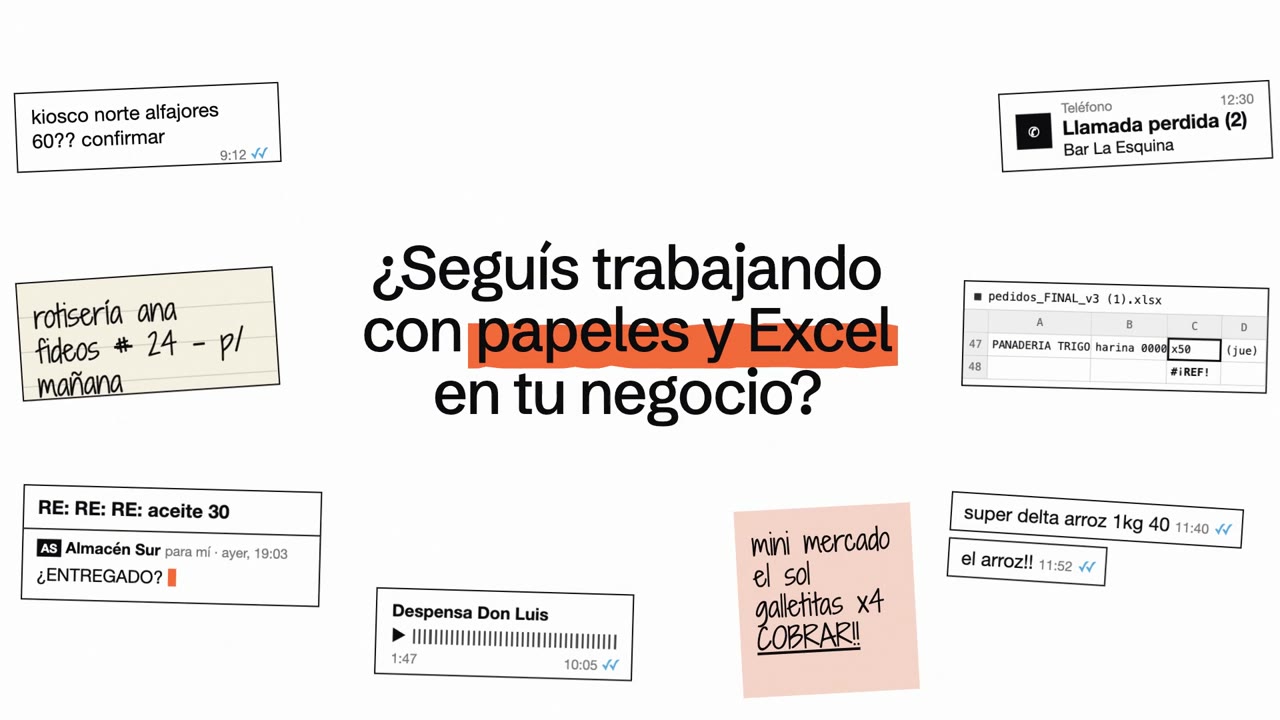 kiosco norte alfajores
60?? confirmar
9:12
Teléfono
12:30
Llamada perdida (2)
Bar La Esquina
¿Seguís trabajando
con papeles y Excel
en tu negocio?
rotisería ana
fideos # 24 - p/
mañana
pedidos_FINAL_v3 (1).xlsx
A B C D
47 PANADERIA TRIGO harina 0000 x50 (jue)
48 #¡REF!
RE: RE: RE: aceite 30
AS Almacén Sur para mí · ayer, 19:03
¿ENTREGADO?
Despensa Don Luis
1:47 10:05
mini mercado
el sol
galletitas x4
COBRAR!!
super delta arroz 1kg 40 11:40
el arroz!! 11:52